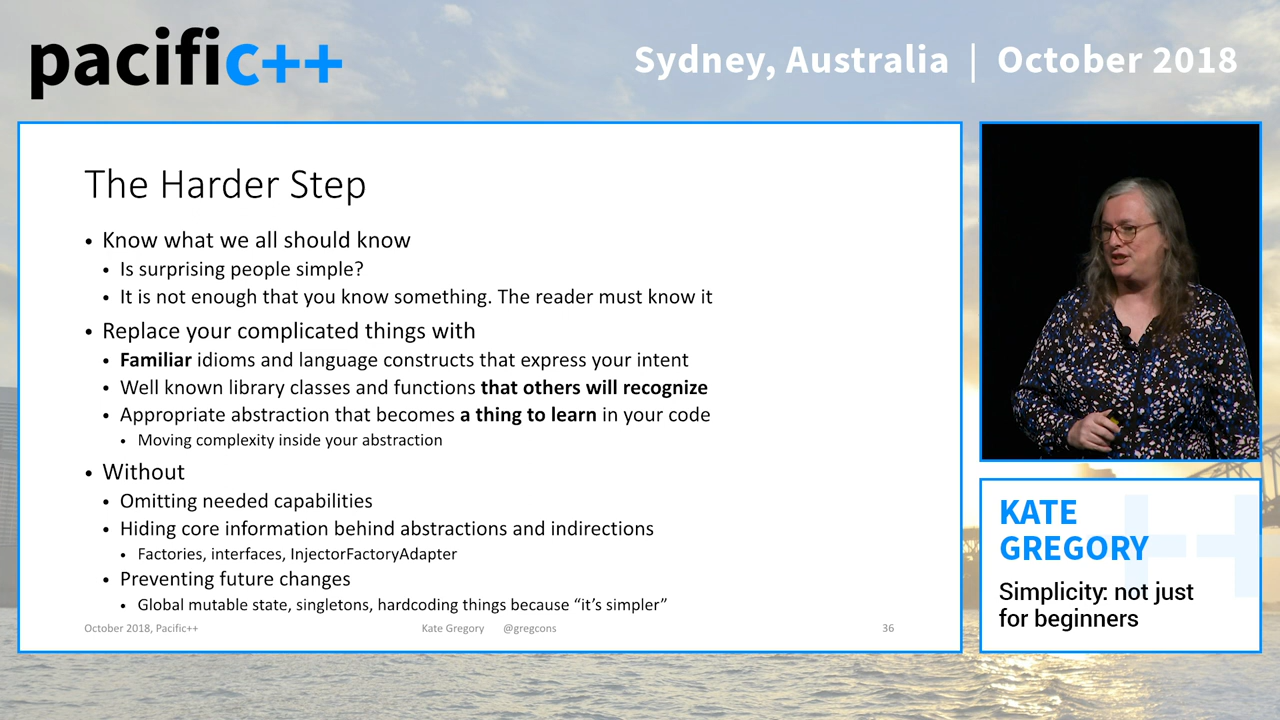 pacific++
Sydney, Australia | October 2018
The Harder Step
• Know what we all should know
• Is surprising people simple?
• It is not enough that you know something. The reader must know it
• Replace your complicated things with
• Familiar idioms and language constructs that express your intent
• Well known library classes and functions that others will recognize
• Appropriate abstraction that becomes a thing to learn in your code
• Moving complexity inside your abstraction
• Without
• Omitting needed capabilities
• Hiding core information behind abstractions and indirections
• Factories, interfaces, InjectorFactoryAdapter
• Preventing future changes
• Global mutable state, singletons, hardcoding things because “it’s simpler”
October 2018, Pacific++ Kate Gregory @gregcons 36
KATE
GREGORY
Simplicity: not just
for beginners